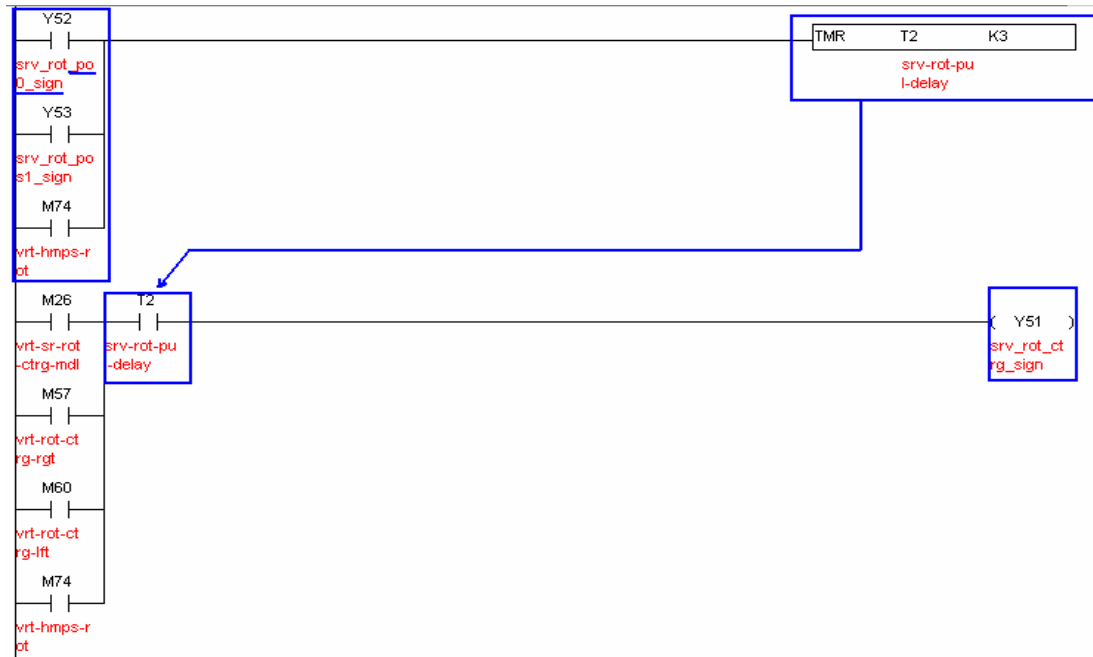 Y52
TMR T2 K3
srv_rot_po
0_sign
srv-rot-pu
l-delay
Y53
srv_rot_po
s1_sign
M74
vrt-hmps-r
ot
M26 T2
( Y51 )
vrt-sr-rot
-ctrg-mdl
srv-rot-pu
-delay
srv_rot_ct
rg_sign
M57
vrt-rot-ct
rg-rgt
M60
vrt-rot-ct
rg-lft
M74
vrt-hmps-r
ot